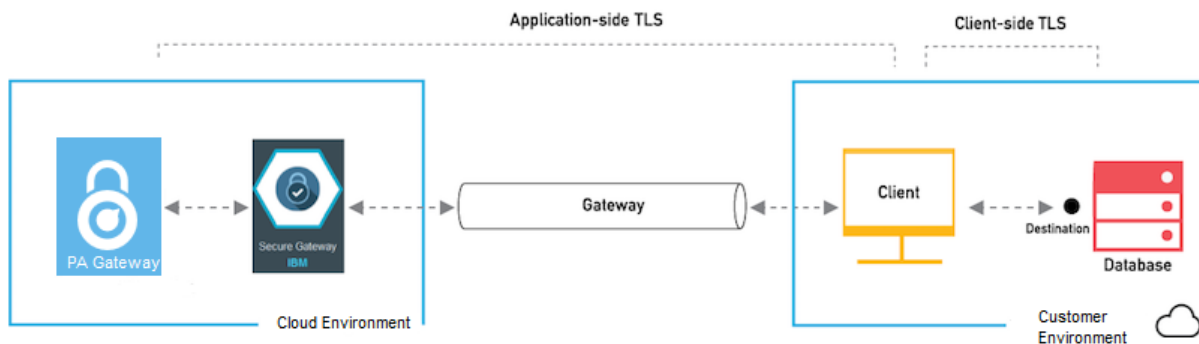 Application-side TLS
Client-side TLS
PA Gateway
Secure Gateway
IBM
Gateway
Client
Destination
Database
Cloud Environment
Customer
Environment